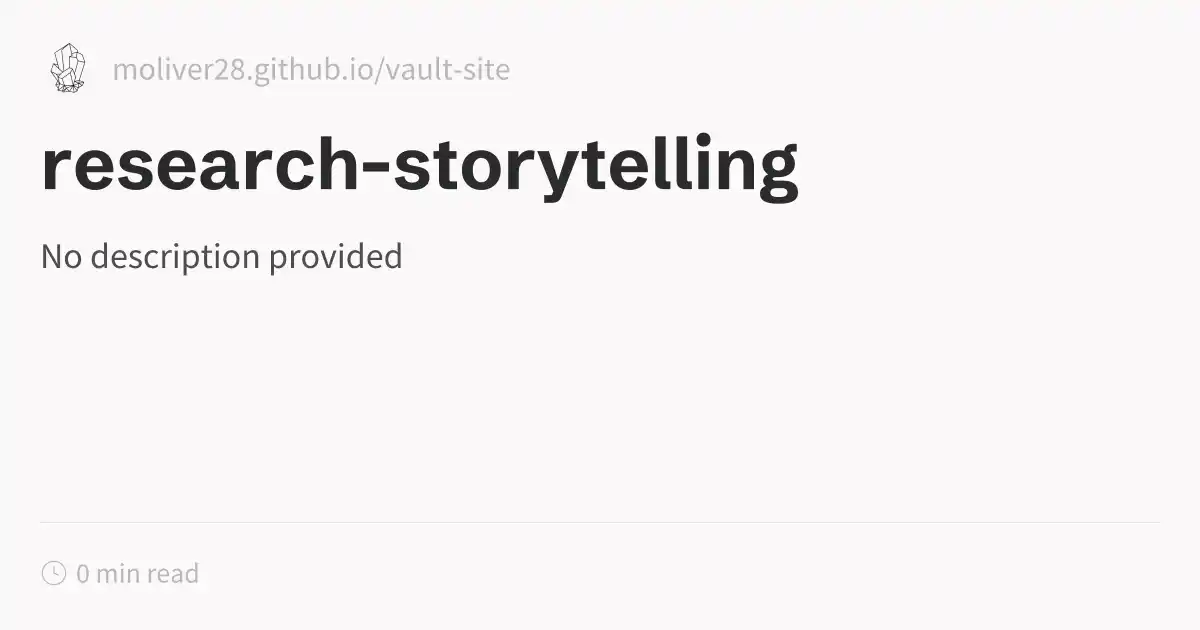 moliver28.github.io/vault-site
research-storytelling
No description provided
0 min read